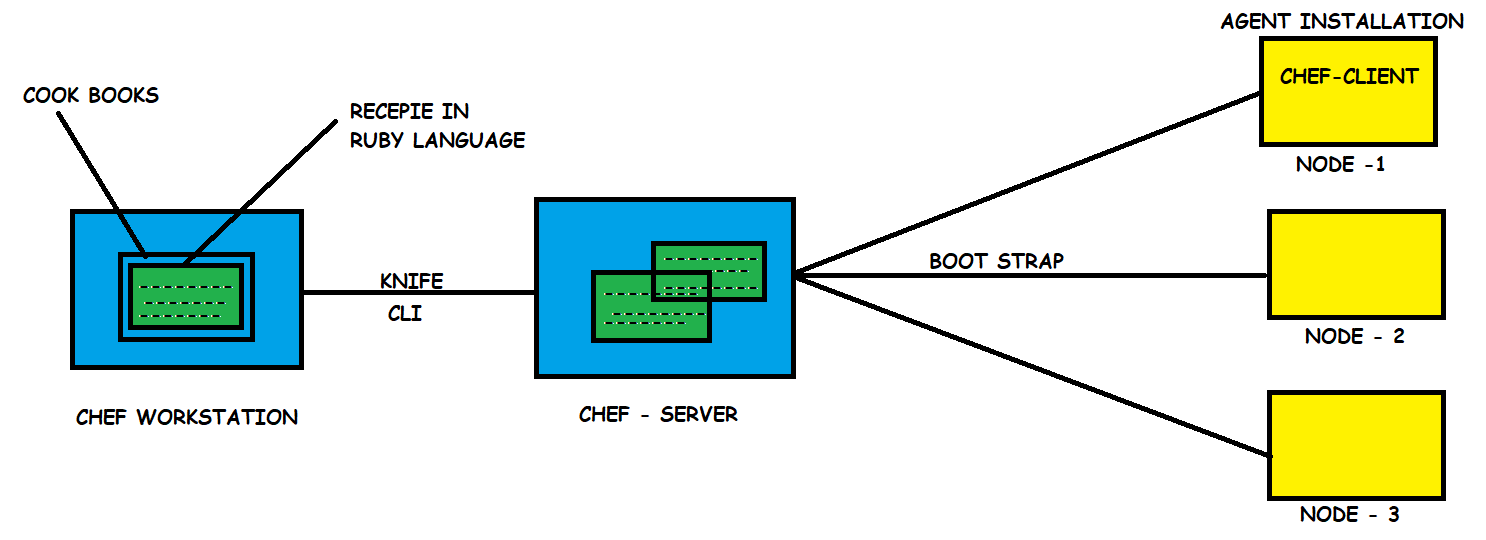 AGENT INSTALLATION
CHEF-CLIENT
COOK BOOKS
RECEPIE IN
RUBY LANGUAGE
NODE -1
BOOT STRAP
KNIFE
CLI
NODE - 2
CHEF WORKSTATION
CHEF - SERVER
NODE - 3